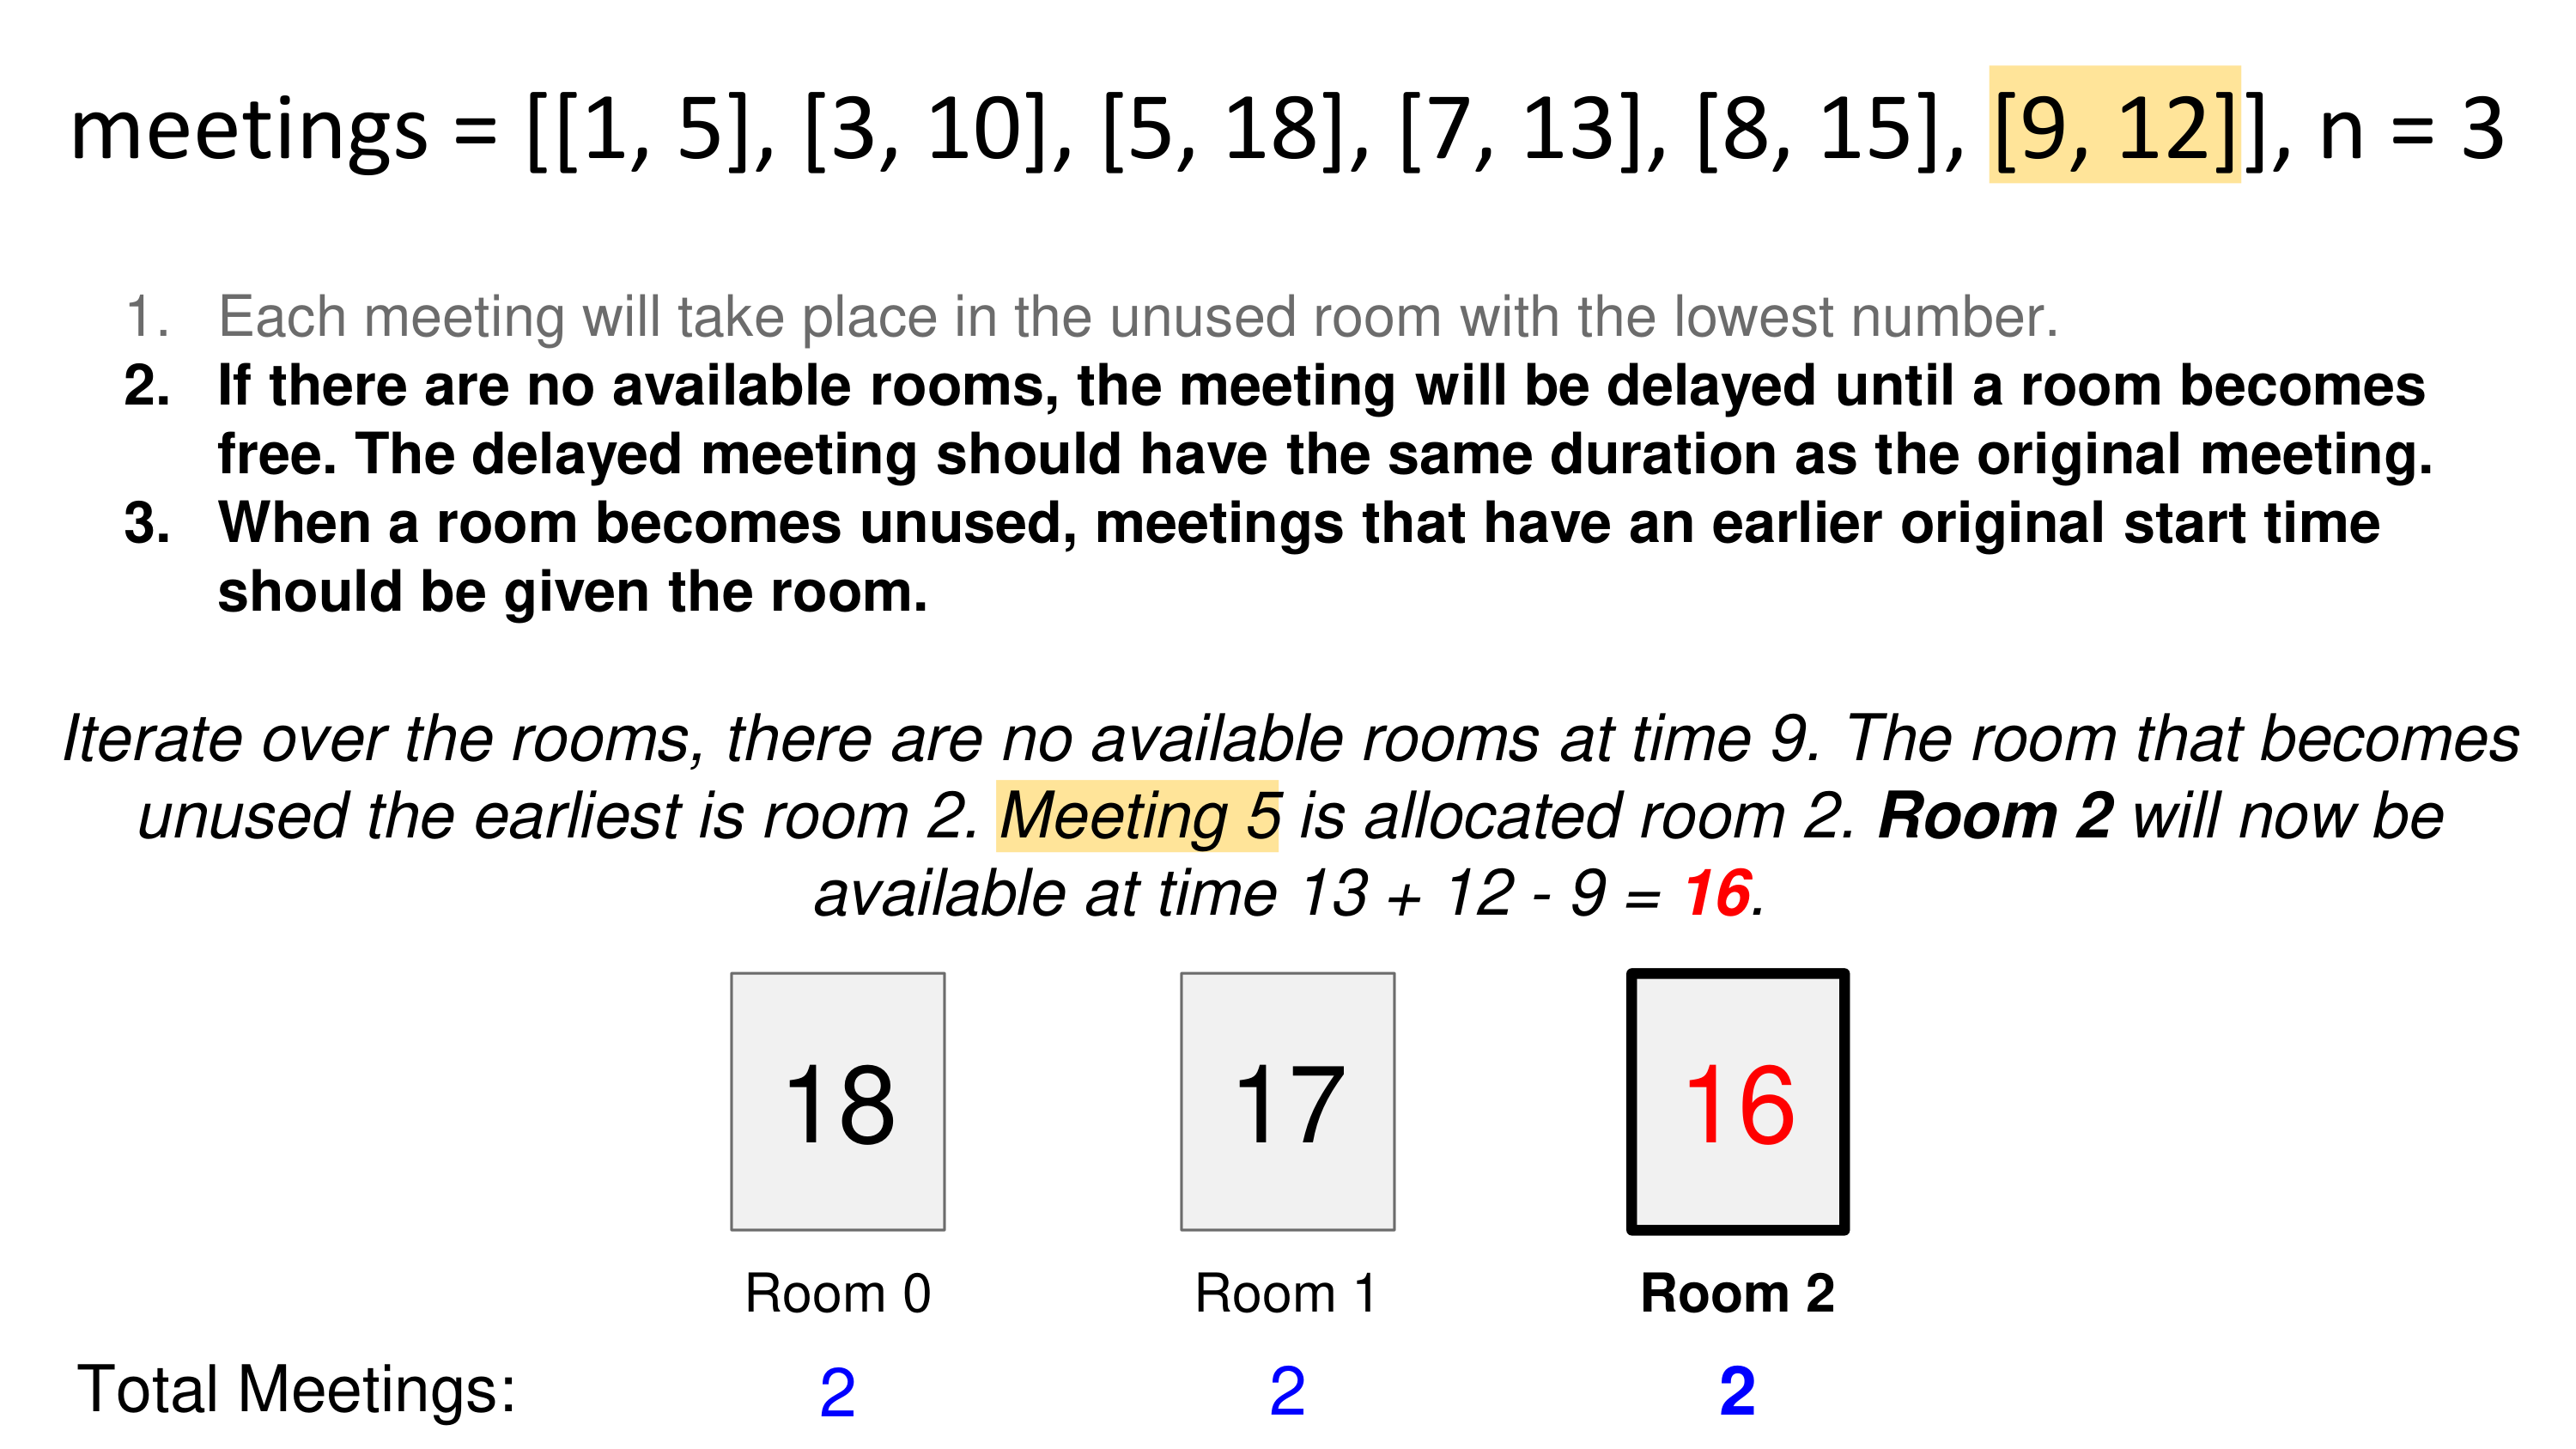 meetings = [[1, 5], [3, 10], [5, 18], [7, 13], [8, 15], [9, 12]], n = 3
1. Each meeting will take place in the unused room with the lowest number.
2. If there are no available rooms, the meeting will be delayed until a room becomes
free. The delayed meeting should have the same duration as the original meeting.
3. When a room becomes unused, meetings that have an earlier original start time
should be given the room.
Iterate over the rooms, there are no available rooms at time 9. The room that becomes
unused the earliest is room 2. Meeting 5 is allocated room 2. Room 2 will now be
available at time 13 + 12 - 9 = 16.
18 17 16
Room 0 Room 1 Room 2
Total Meetings: 2 2 2